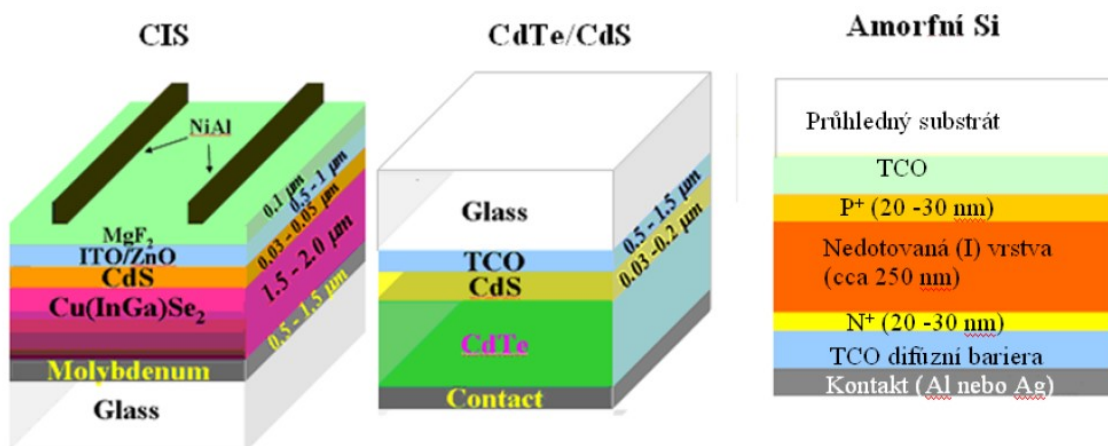 CIS
NiAl
0.1 μm
0.5 - 1 μm
0.03 - 0.05 μm
1.5 - 2.0 μm
0.5 - 1,5 μm
MgF₂
ITO/ZnO
CdS
Cu(InGa)Se₂
Molybdenum
Glass
CdTe/CdS
Glass
TCO
CdS
CdTe
Contact
0.5 - 1.5 μm
0.03 -0.2 μm
Amorfní Si
Průhledný substrát
TCO
P⁺ (20 -30 nm)
Nedotovaná (I) vrstva
(cca 250 nm)
N⁺ (20 -30 nm)
TCO difúzní bariera
Kontakt (Al nebo Ag)